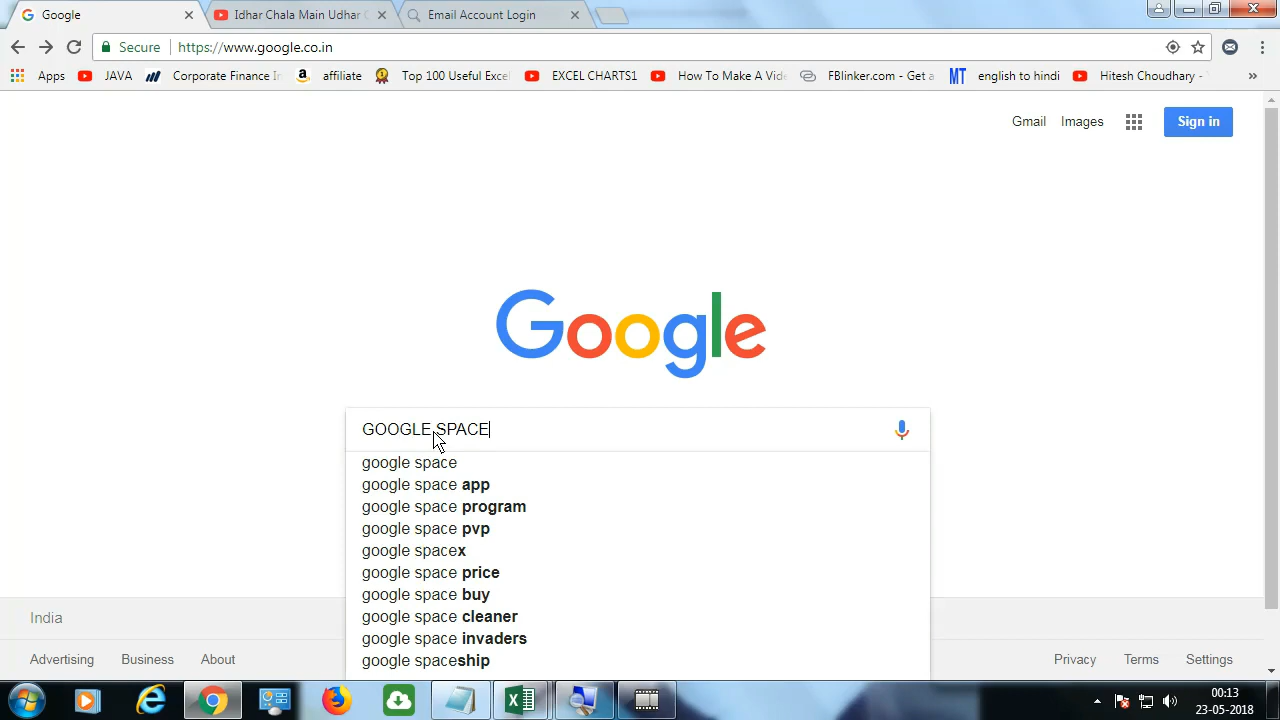 Google
Idhar Chala Main Udhar
Email Account Login
Secure
https://www.google.co.in
Apps
JAVA
Corporate Finance
affiliate
Top 100 Useful Excel
EXCEL CHARTS1
How To Make A Vid
FBlinker.com - Get a
MT
english to hindi
Hitesh Choudhary -
Gmail
Images
Sign in
Google
GOOGLE SPACE
google space
google space app
google space program
google space pvp
google spacex
google space price
google space buy
google space cleaner
google space invaders
google spaceship
India
Advertising
Business
About
Privacy
Terms
Settings
00:13
23-05-2018